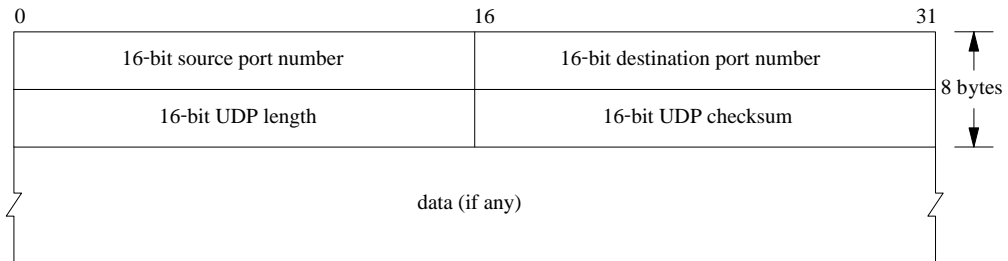 0 16 31
16-bit source port number 16-bit destination port number
8 bytes
16-bit UDP length 16-bit UDP checksum
data (if any)